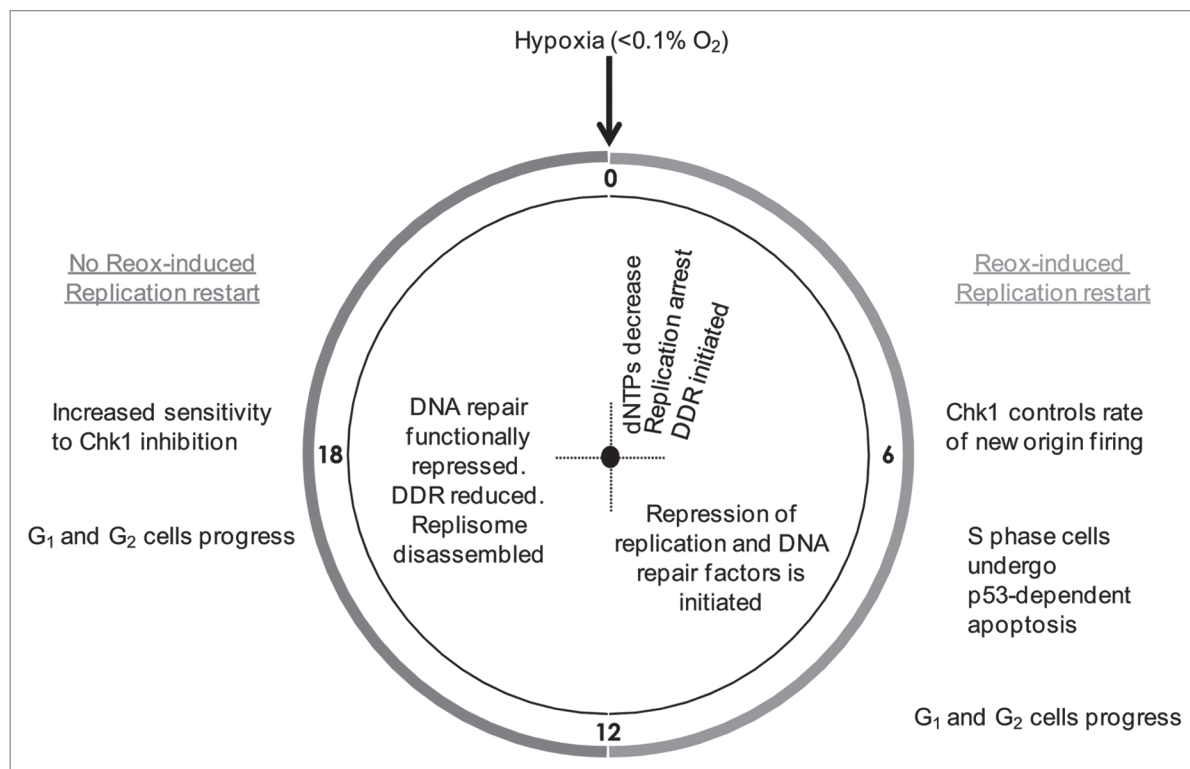 Hypoxia (<0.1% O₂)
0
No Reox-induced
Replication restart
Reox-induced
Replication restart
dNTPs decrease
Replication arrest
DDR initiated
Increased sensitivity
to Chk1 inhibition
18
DNA repair
functionally
repressed.
DDR reduced.
Replisome
disassembled
6
Chk1 controls rate
of new origin firing
G₁ and G₂ cells progress
Repression of
replication and DNA
repair factors is
initiated
S phase cells
undergo
p53-dependent
apoptosis
12
G₁ and G₂ cells progress